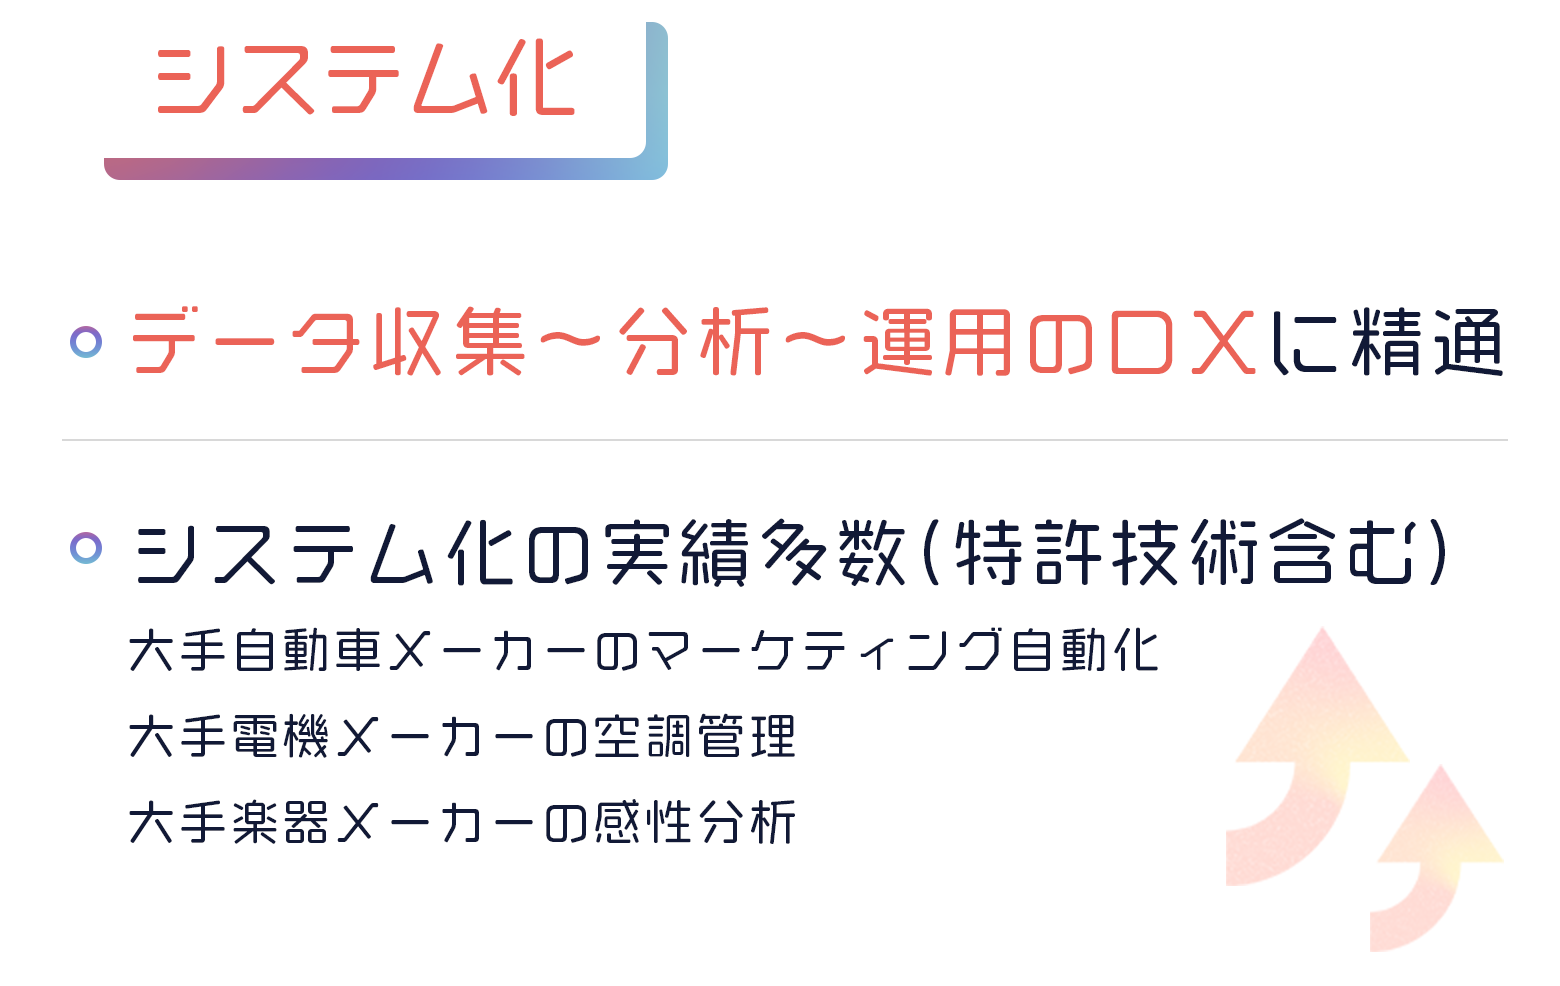 システム化
データ収集～分析～運用のDXに精通
システム化の実績多数(特許技術含む)
大手自動車メーカーのマーケティング自動化
大手電機メーカーの空調管理
大手楽器メーカーの感性分析